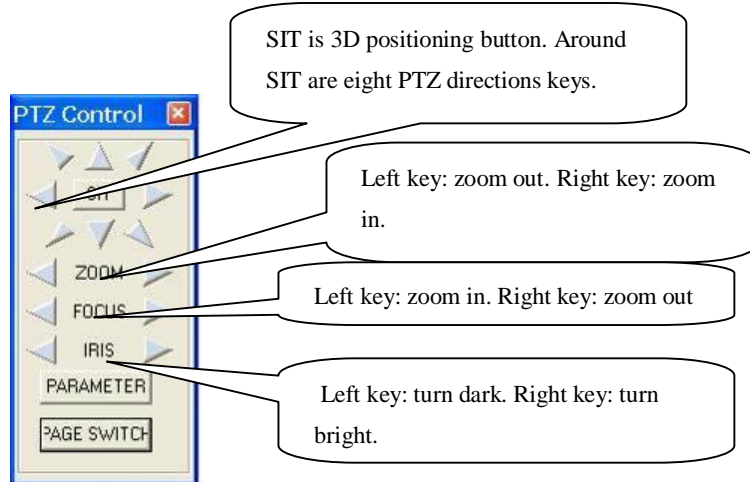 SIT is 3D positioning button. Around
SIT are eight PTZ directions keys.
PTZ Control
SIT
Left key: zoom out. Right key: zoom
in.
ZOOM
Left key: zoom in. Right key: zoom out
FOCUS
IRIS
Left key: turn dark. Right key: turn
bright.
PARAMETER
PAGE SWITCH